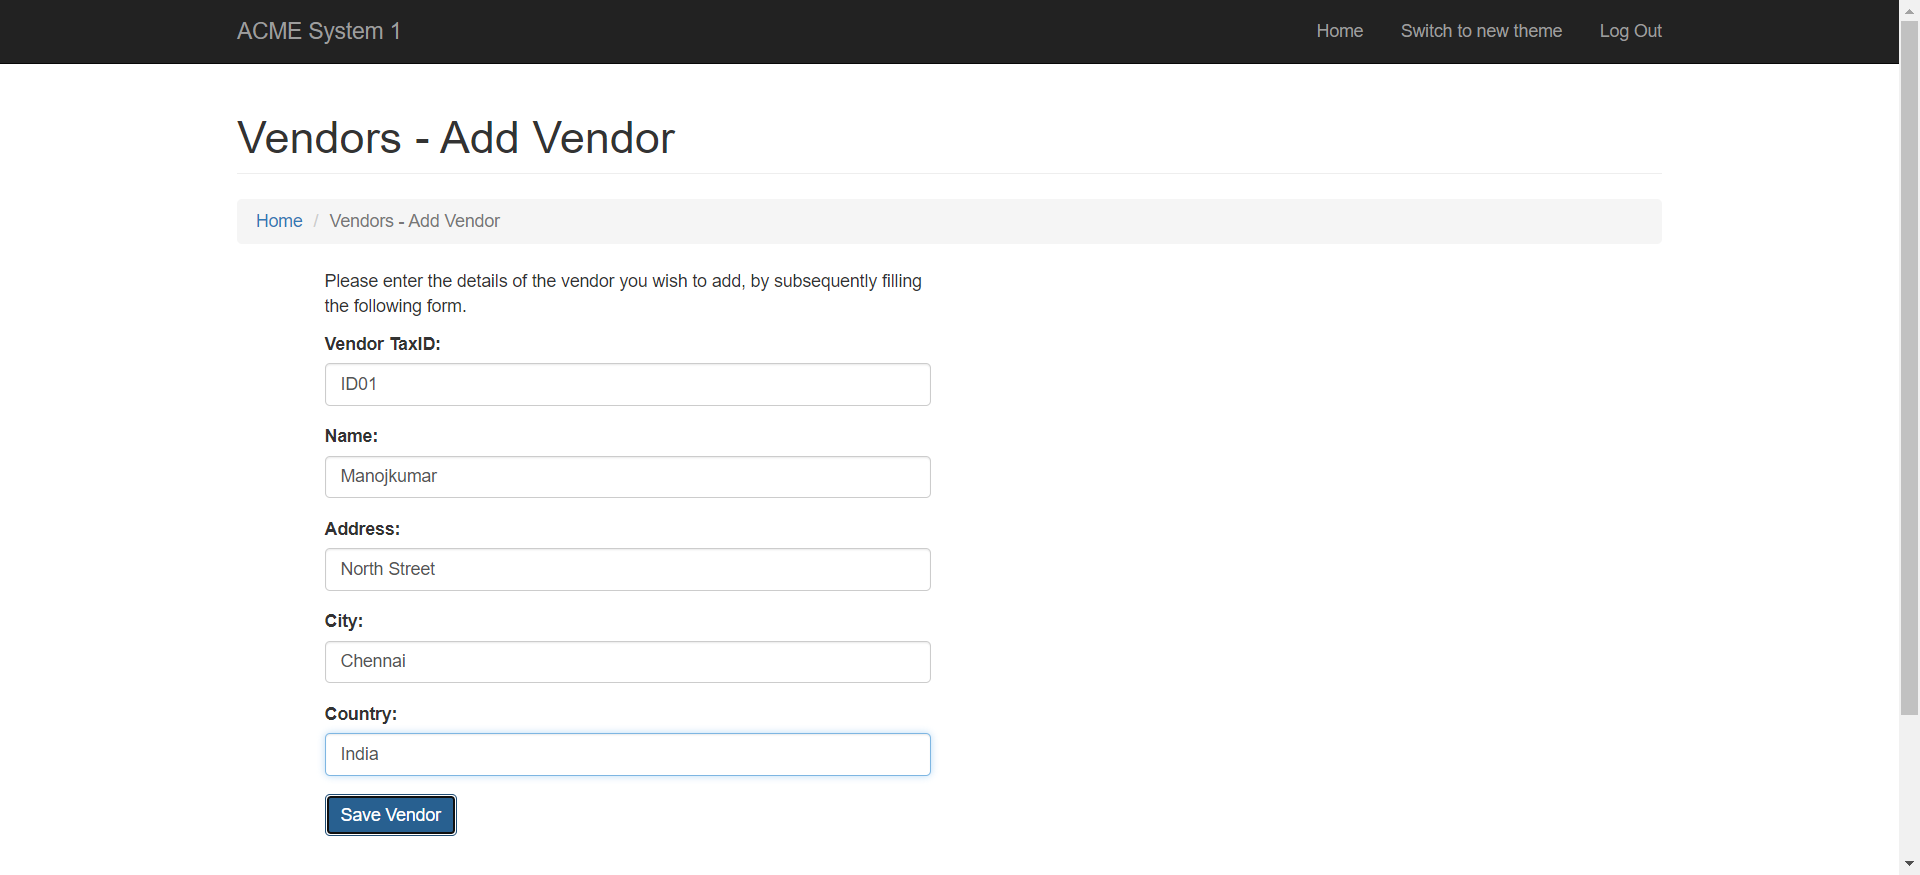 ACME System 1
Home
Switch to new theme
Log Out
Vendors - Add Vendor
Home / Vendors - Add Vendor
Please enter the details of the vendor you wish to add, by subsequently filling
the following form.
Vendor TaxID:
ID01
Name:
Manojkumar
Address:
North Street
City:
Chennai
Country:
India
Save Vendor